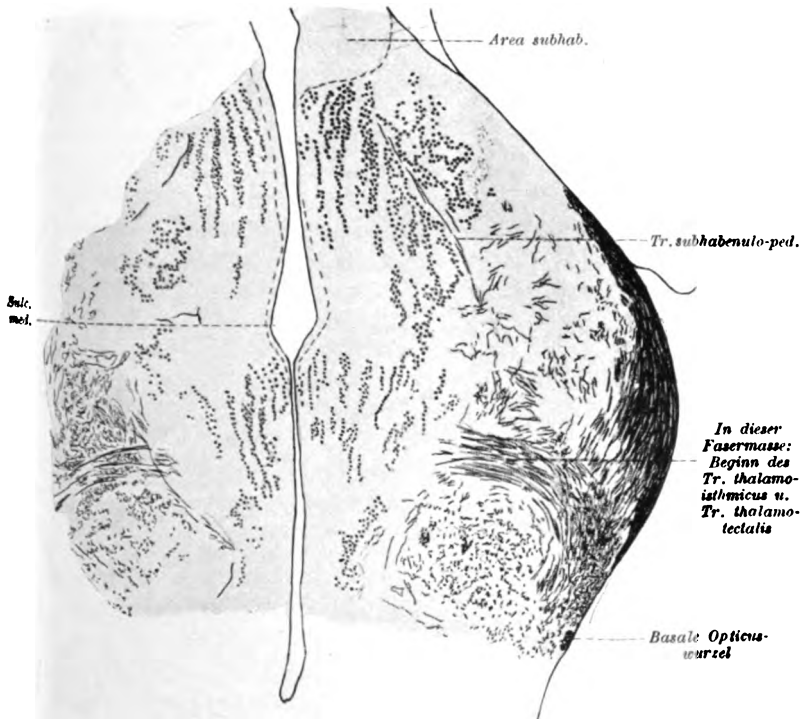 Area subhab.
Tr. subhabenulo-ped.
Sulc.
med.
In dieser
Fasermasse:
Beginn des
Tr. thalamo-
isthmicus u.
Tr. thalamo-
tectalis
Basale Opticus-
wurzel